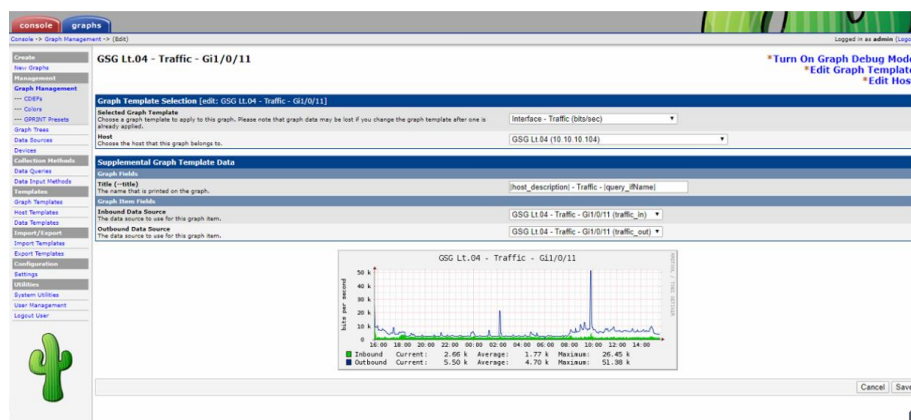 console graphs
Console -> Graph Management -> (Edit)
Logged in as admin (Logo
Create
New Graphs
Management
Graph Management
--- CDEFs
--- Colors
--- GPRINT Presets
Graph Trees
Data Sources
Devices
Collection Methods
Data Queries
Data Input Methods
Templates
Graph Templates
Host Templates
Data Templates
Import/Export
Import Templates
Export Templates
Configuration
Settings
Utilities
System Utilities
User Management
Logout User
GSG Lt.04 - Traffic - Gi1/0/11
*Turn On Graph Debug Mode
*Edit Graph Template
*Edit Hos
Graph Template Selection [edit: GSG Lt.04 - Traffic - Gi1/0/11]
Selected Graph Template
Choose a graph template to apply to this graph. Please note that graph data may be lost if you change the graph template after one is
already applied.
Interface - Traffic (bits/sec)
Host
Choose the host that this graph belongs to.
GSG Lt.04 (10.10.10.104)
Supplemental Graph Template Data
Graph Fields
Title (--title)
The name that is printed on the graph.
|host_description| - Traffic - |query_ifName|
Graph Item Fields
Inbound Data Source
The data source to use for this graph item.
GSG Lt.04 - Traffic - Gi1/0/11 (traffic_in)
Outbound Data Source
The data source to use for this graph item.
GSG Lt.04 - Traffic - Gi1/0/11 (traffic_out)
GSG Lt.04 - Traffic - Gi1/0/11
bits per second
50 k
40 k
30 k
20 k
10 k
0
16:00 18:00 20:00 22:00 00:00 02:00 04:00 06:00 08:00 10:00 12:00 14:00
Inbound Current: 2.66 k Average: 1.77 k Maximum: 26.45 k
Outbound Current: 5.50 k Average: 4.70 k Maximum: 51.38 k
Cancel Save